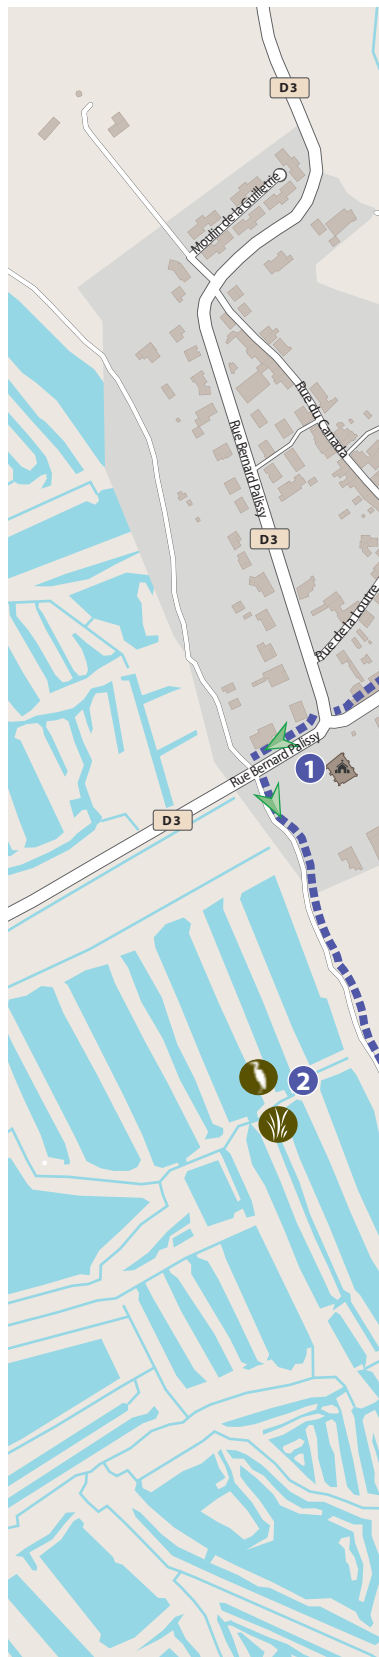 D3
Moulin de la Guilletrie
Rue du Canada
Rue Bernard Palissy
D3
Rue de la Loutre
Rue Bernard Palissy
1
D3
2